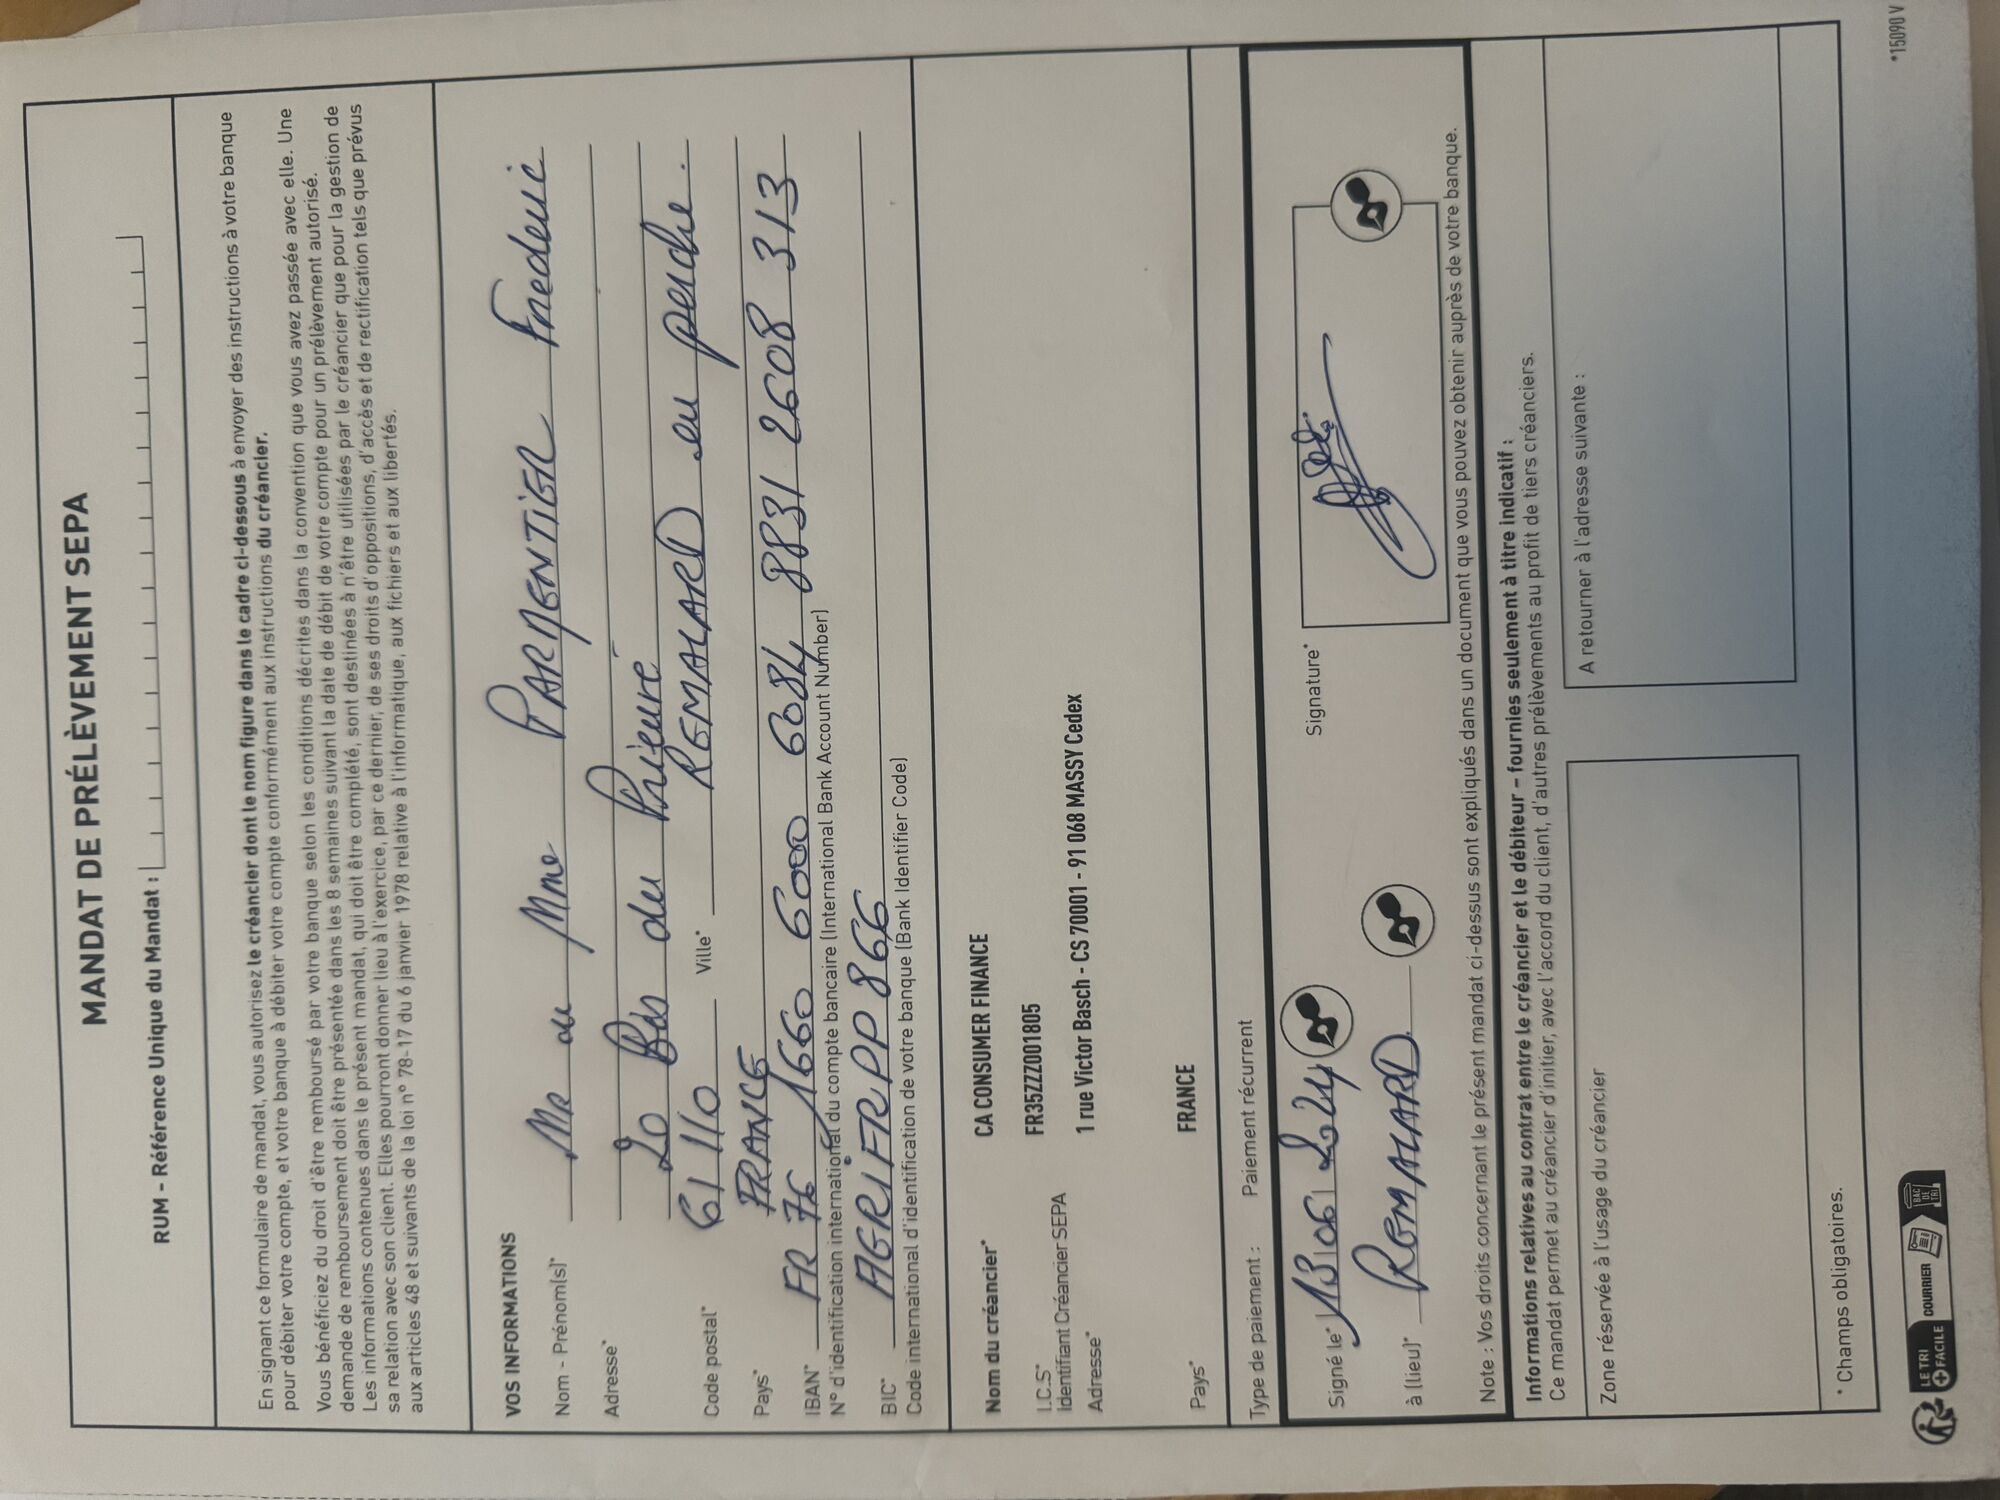 MANDAT DE PRÉLÈVEMENT SEPA
RUM - Référence Unique du Mandat :
En signant ce formulaire de mandat, vous autorisez le créancier dont le nom figure dans le cadre ci-dessous à envoyer des instructions à votre banque
pour débiter votre compte, et votre banque à débiter votre compte conformément aux instructions du créancier.
Vous bénéficiez du droit d'être remboursé par votre banque selon les conditions décrites dans la convention que vous avez passée avec elle. Une
demande de remboursement doit être présentée dans les 8 semaines suivant la date de débit de votre compte pour un prélèvement autorisé.
Les informations contenues dans le présent mandat, qui doit être complété, sont destinées à n'être utilisées par le créancier que pour la gestion de
sa relation avec son client. Elles pourront donner lieu à l'exercice, par ce dernier, de ses droits d'oppositions, d'accès et de rectification tels que prévus
aux articles 48 et suivants de la loi n° 78-17 du 6 janvier 1978 relative à l'informatique, aux fichiers et aux libertés.
VOS INFORMATIONS
Nom - Prénom(s)* Mr ou Mme PARMENTIER Frederic
Adresse*
20 Bis du Prieuré
Code postal* 61110 Ville* REMALARD en perche.
Pays* FRANCE
IBAN* FR 76 1660 6000 6084 8831 2608 313
N° d'identification international du compte bancaire (International Bank Account Number)
BIC* AGRIFRPP866
Code international d'identification de votre banque (Bank Identifier Code)
Nom du créancier* CA CONSUMER FINANCE
I.C.S* FR35ZZZ001805
Identifiant Créancier SEPA
Adresse* 1 rue Victor Basch - CS 70001 - 91 068 MASSY Cedex
Pays* FRANCE
Type de paiement : Paiement récurrent
Signé le* 13 06 2024 Signature*
à (lieu)* REMALARD
Note : Vos droits concernant le présent mandat ci-dessus sont expliqués dans un document que vous pouvez obtenir auprès de votre banque.
Informations relatives au contrat entre le créancier et le débiteur - fournies seulement à titre indicatif :
Ce mandat permet au créancier d'initier, avec l'accord du client, d'autres prélèvements au profit de tiers créanciers.
Zone réservée à l'usage du créancier A retourner à l'adresse suivante :
* Champs obligatoires.
LE TRI + FACILE COURRIER BAC DE TRI
*15090 V